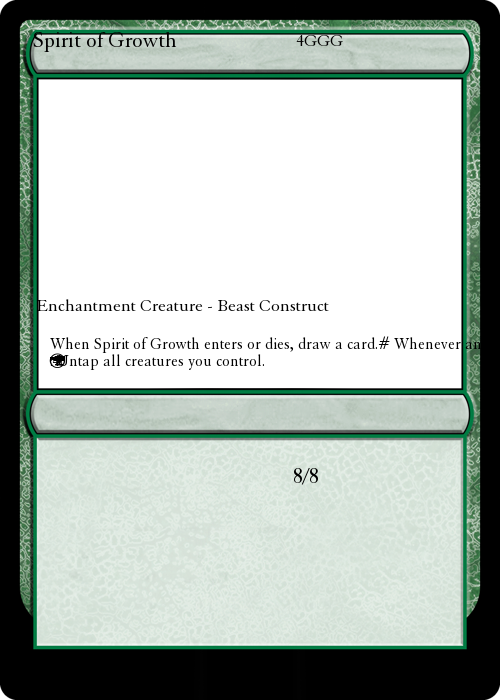 Spirit of Growth 4GGG
Enchantment Creature - Beast Construct
When Spirit of Growth enters or dies, draw a card.# Whenever an
Untap all creatures you control.
8/8